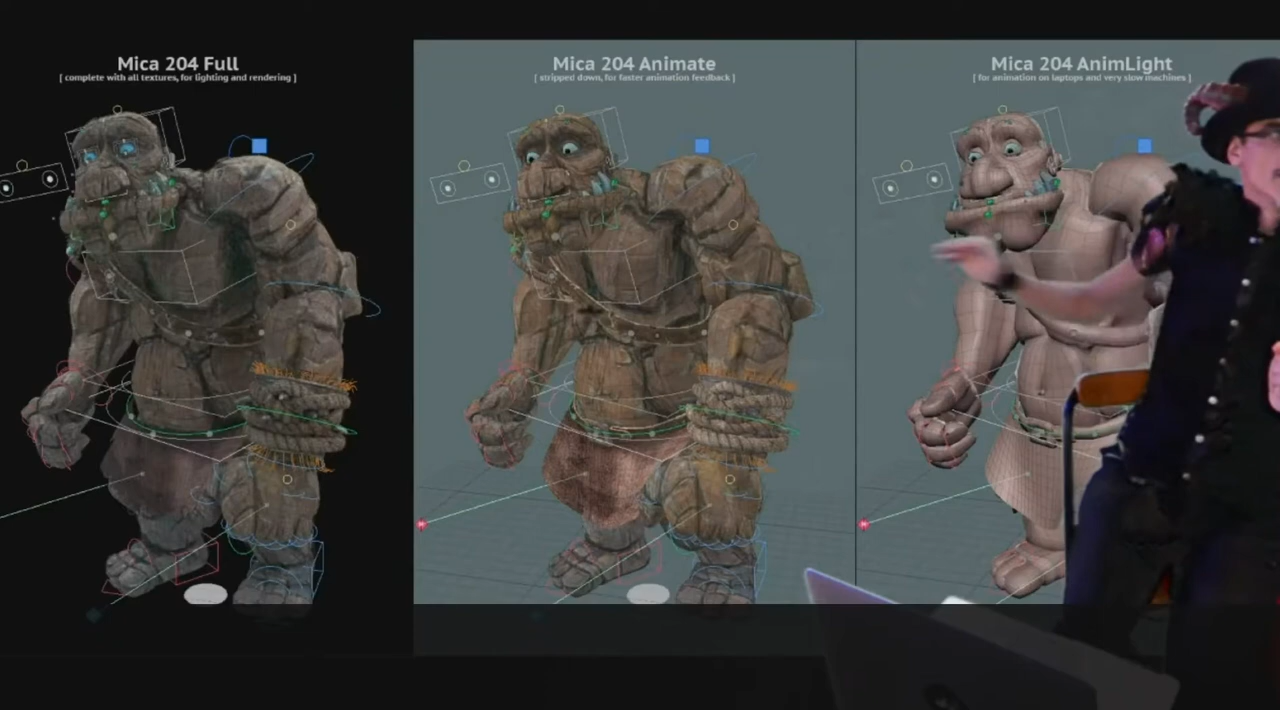 Mica 204 Full
[ complete with all textures, for lighting and rendering ]
Mica 204 Animate
[ stripped down, for faster animation feedback ]
Mica 204 AnimLight
[ for animation on laptops and very slow machines ]